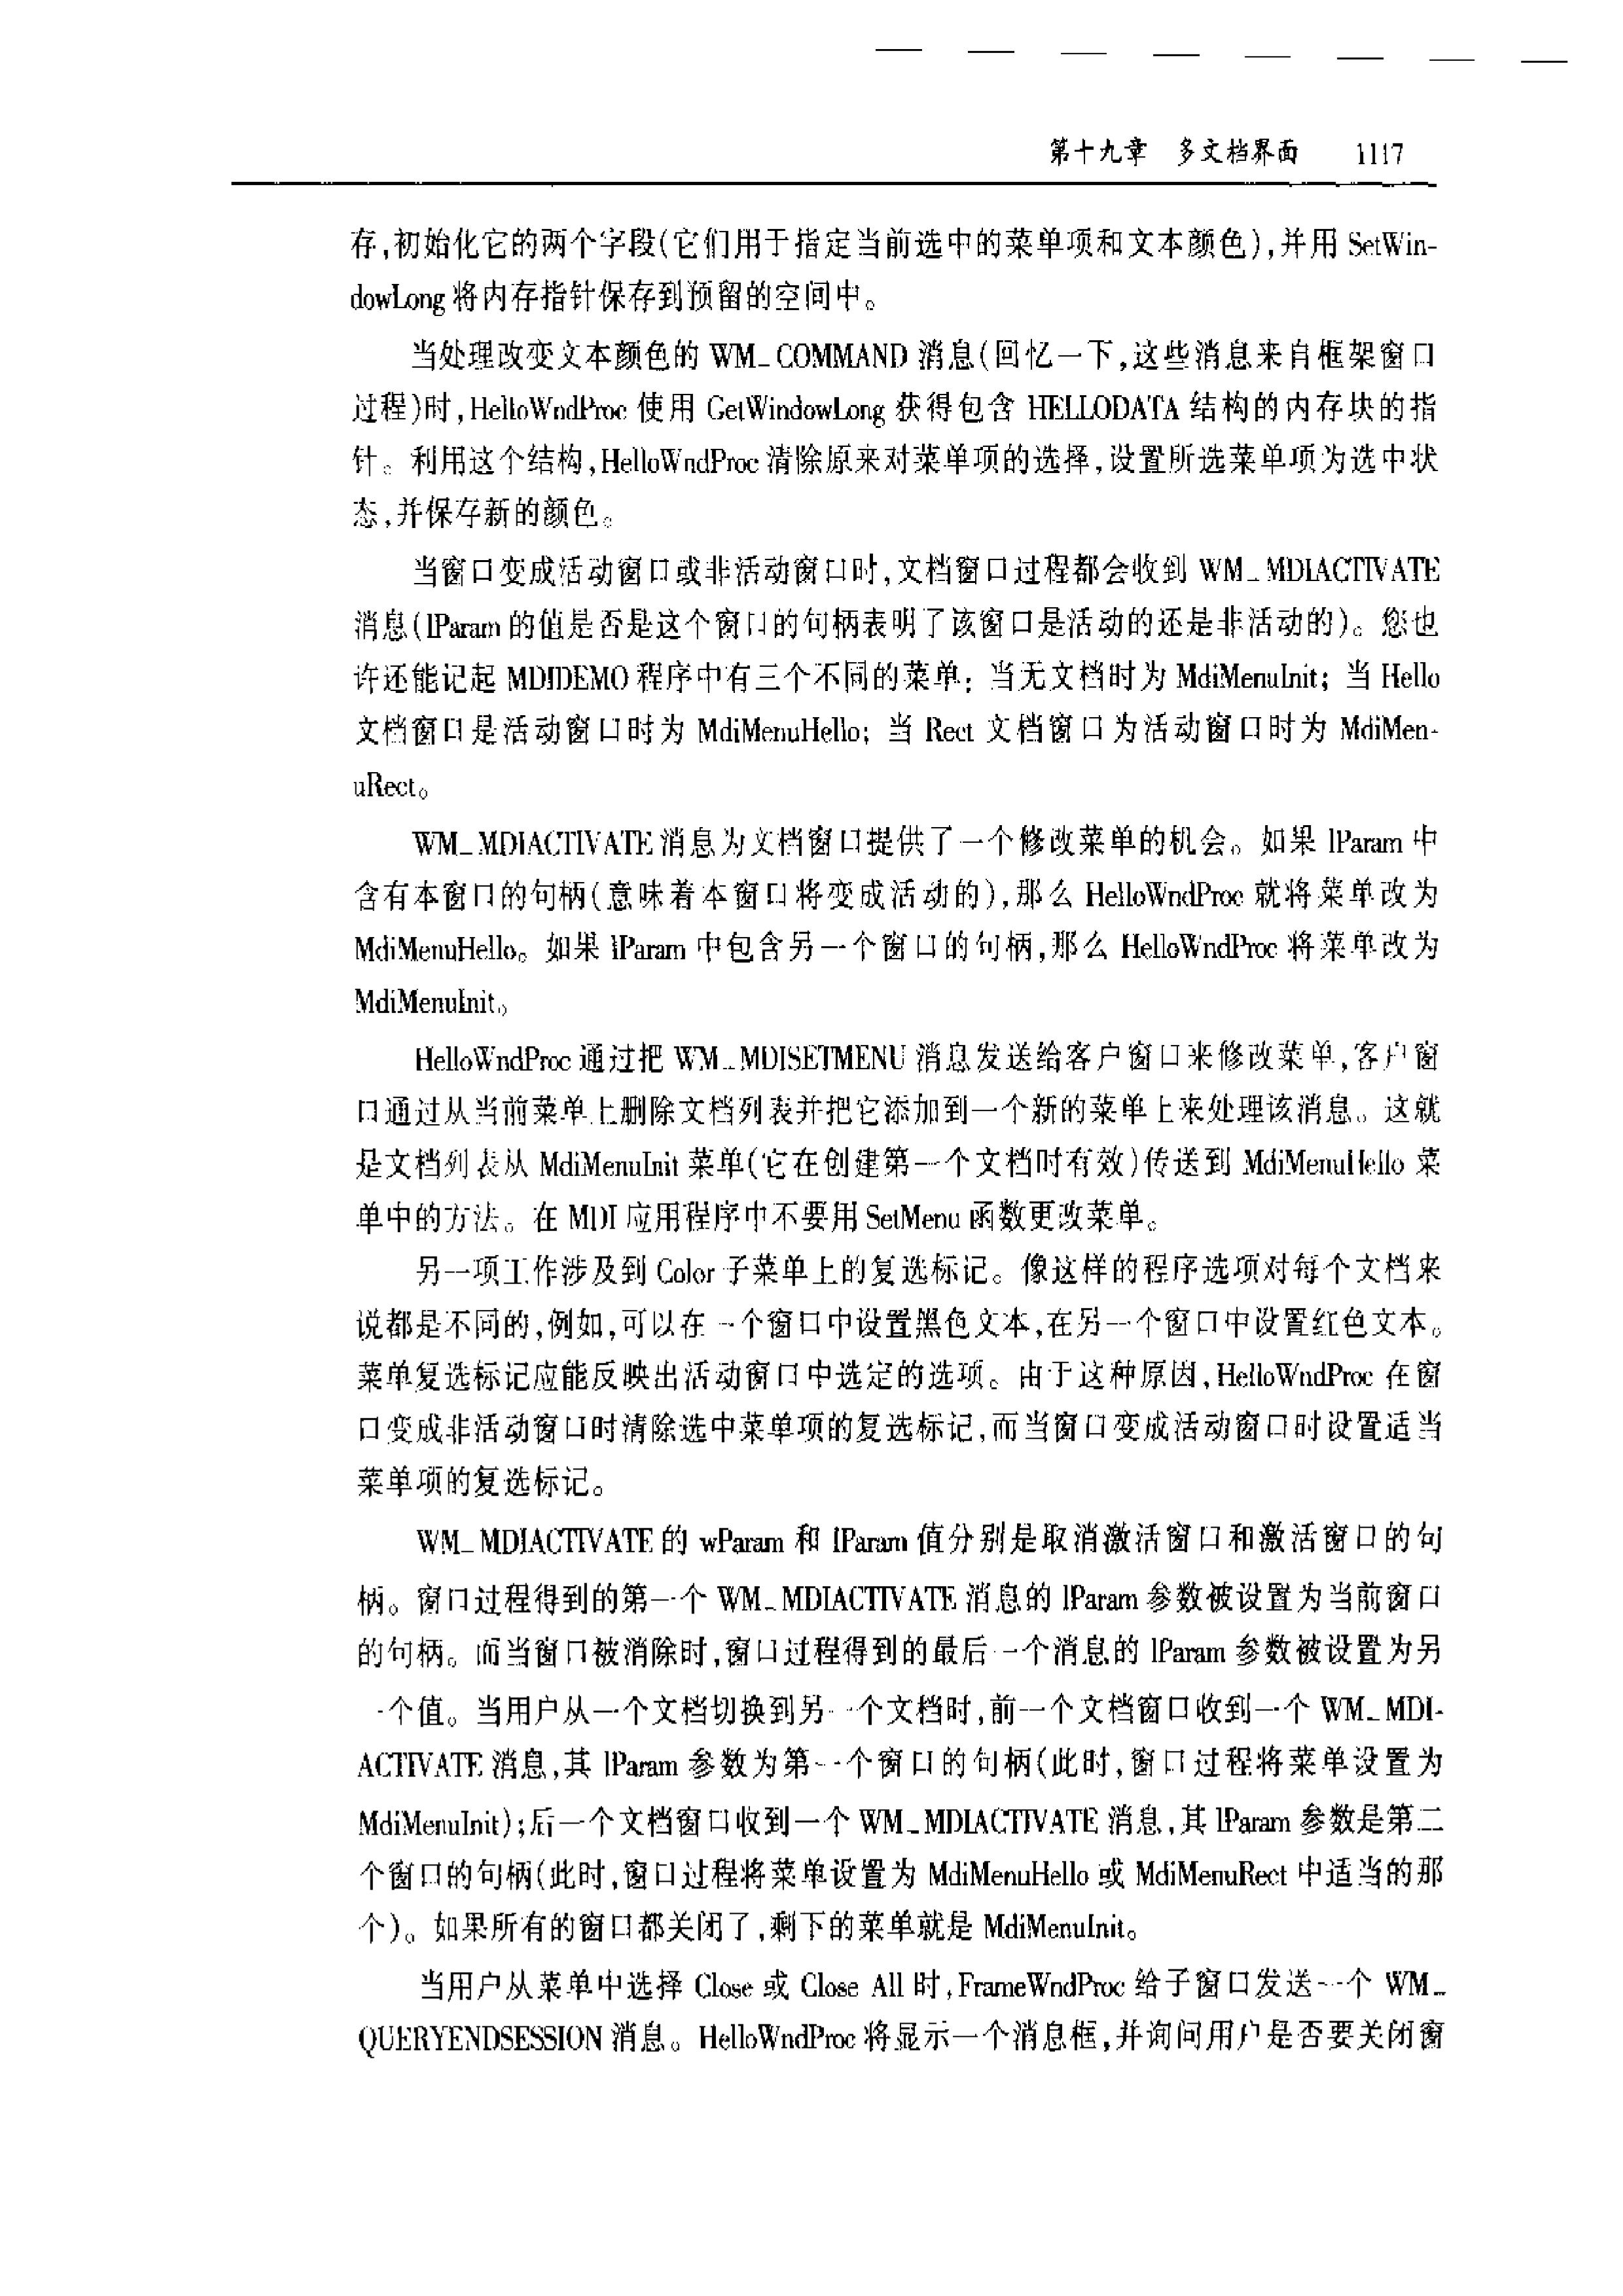 第十九章 多文档界面 1117
存,初始化它的两个字段(它们用于指定当前选中的菜单项和文本颜色),并用 SetWin-
dowLong 将内存指针保存到预留的空间中。
当处理改变文本颜色的 WM_COMMAND 消息(回忆一下,这些消息来自框架窗口
过程)时,HelloWndProc 使用 GetWindowLong 获得包含 HELLODATA 结构的内存块的指
针。利用这个结构,HelloWndProc 清除原来对菜单项的选择,设置所选菜单项为选中状
态,并保存新的颜色。
当窗口变成活动窗口或非活动窗口时,文档窗口过程都会收到 WM_MDIACTIVATE
消息(lParam 的值是否是这个窗口的句柄表明了该窗口是活动的还是非活动的)。您也
许还能记起 MDIDEMO 程序中有三个不同的菜单: 当无文档时为 MdiMenuInit; 当 Hello
文档窗口是活动窗口时为 MdiMenuHello; 当 Rect 文档窗口为活动窗口时为 MdiMen-
uRect。
WM_MDIACTIVATE 消息为文档窗口提供了一个修改菜单的机会。如果 lParam 中
含有本窗口的句柄(意味着本窗口将变成活动的),那么 HelloWndProc 就将菜单改为
MdiMenuHello。如果 lParam 中包含另一个窗口的句柄,那么 HelloWndProc 将菜单改为
MdiMenuInit。
HelloWndProc 通过把 WM_MDISETMENU 消息发送给客户窗口来修改菜单,客户窗
口通过从当前菜单上删除文档列表并把它添加到一个新的菜单上来处理该消息。这就
是文档列表从 MdiMenuInit 菜单(它在创建第一个文档时有效)传送到 MdiMenuHello 菜
单中的方法。在 MDI 应用程序中不要用 SetMenu 函数更改菜单。
另一项工作涉及到 Color 子菜单上的复选标记。像这样的程序选项对每个文档来
说都是不同的,例如,可以在一个窗口中设置黑色文本,在另一个窗口中设置红色文本。
菜单复选标记应能反映出活动窗口中选定的选项。由于这种原因,HelloWndProc 在窗
口变成非活动窗口时清除选中菜单项的复选标记,而当窗口变成活动窗口时设置适当
菜单项的复选标记。
WM_MDIACTIVATE 的 wParam 和 lParam 值分别是取消激活窗口和激活窗口的句
柄。窗口过程得到的第一个 WM_MDIACTIVATE 消息的 lParam 参数被设置为当前窗口
的句柄。而当窗口被消除时,窗口过程得到的最后一个消息的 lParam 参数被设置为另
一个值。当用户从一个文档切换到另一个文档时,前一个文档窗口收到一个 WM_MDI-
ACTIVATE 消息,其 lParam 参数为第一个窗口的句柄(此时,窗口过程将菜单设置为
MdiMenuInit);后一个文档窗口收到一个 WM_MDIACTIVATE 消息,其 lParam 参数是第二
个窗口的句柄(此时,窗口过程将菜单设置为 MdiMenuHello 或 MdiMenuRect 中适当的那
个)。如果所有的窗口都关闭了,剩下的菜单就是 MdiMenuInit。
当用户从菜单中选择 Close 或 Close All 时,FrameWndProc 给子窗口发送一个 WM_
QUERYENDSESSION 消息。HelloWndProc 将显示一个消息框,并询问用户是否要关闭窗